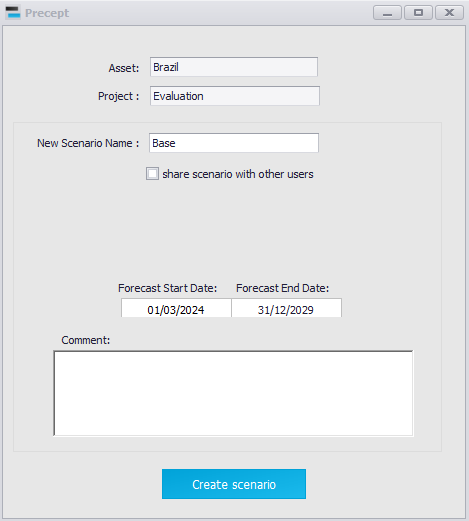 Precept
Asset: Brazil
Project : Evaluation
New Scenario Name : Base
share scenario with other users
Forecast Start Date: Forecast End Date:
01/03/2024 31/12/2029
Comment:
Create scenario